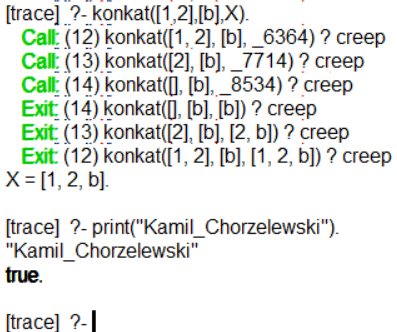 [trace]  ?- konkat([1,2],[b],X).
Call: (12) konkat([1, 2], [b], _6364) ? creep
Call: (13) konkat([2], [b], _7714) ? creep
Call: (14) konkat([], [b], _8534) ? creep
Exit: (14) konkat([], [b], [b]) ? creep
Exit: (13) konkat([2], [b], [2, b]) ? creep
Exit: (12) konkat([1, 2], [b], [1, 2, b]) ? creep
X = [1, 2, b].
[trace]  ?- print("Kamil_Chorzelewski").
"Kamil_Chorzelewski"
true.
[trace]  ?-